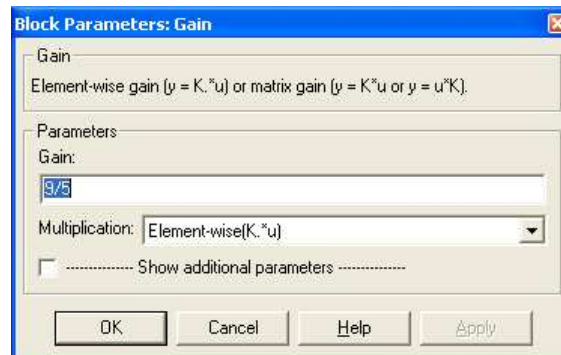 Block Parameters: Gain
Gain
Element-wise gain (y = K.*u) or matrix gain (y = K*u or y = u*K).
Parameters
Gain:
9/5
Multiplication: Element-wise(K.*u)
-------------- Show additional parameters --------------
OK Cancel Help Apply